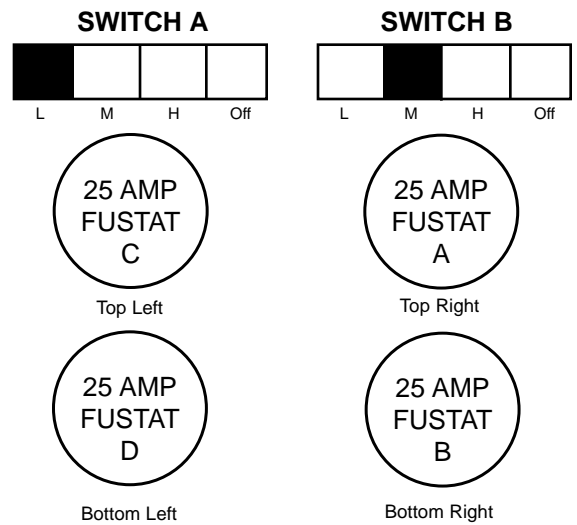 SWITCH A
SWITCH B
L M H Off
L M H Off
25 AMP
FUSTAT
C
Top Left
25 AMP
FUSTAT
A
Top Right
25 AMP
FUSTAT
D
Bottom Left
25 AMP
FUSTAT
B
Bottom Right